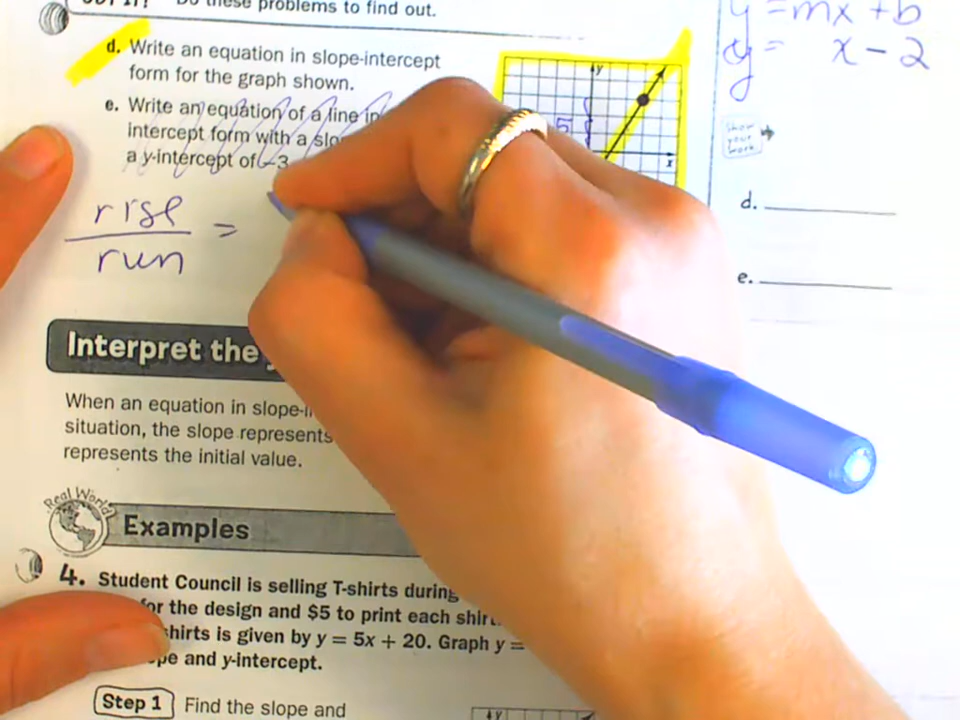 these problems to find out.
y = mx + b
y = x - 2
d. Write an equation in slope-intercept
form for the graph shown.
e. Write an equation of a line in
intercept form with a
a y-intercept of -3
y
5
x
show
your
work
d.
e.
rise
run
=
Interpret the
When an equation in slope-
situation, the slope represents
represents the initial value.
Real World
Examples
4. Student Council is selling T-shirts during
for the design and $5 to print each shirt.
shirts is given by y = 5x + 20. Graph y =
and y-intercept.
Step 1 Find the slope and
y